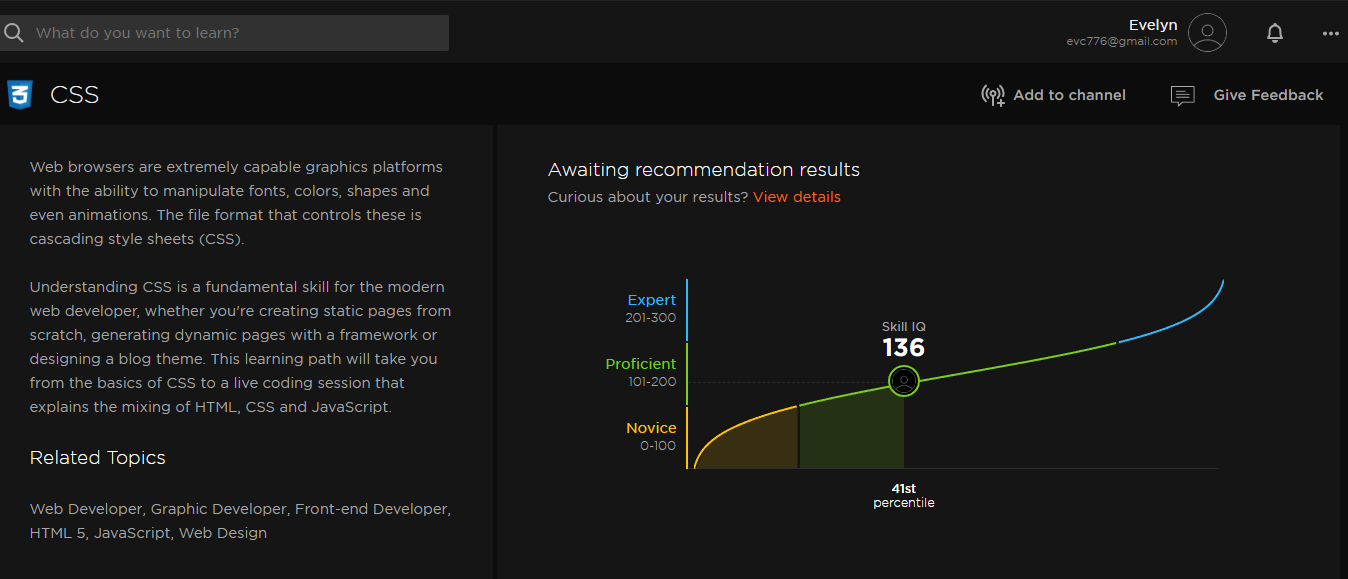 What do you want to learn?
Evelyn
evc776@gmail.com
CSS
Add to channel
Give Feedback
Web browsers are extremely capable graphics platforms
with the ability to manipulate fonts, colors, shapes and
even animations. The file format that controls these is
cascading style sheets (CSS).
Understanding CSS is a fundamental skill for the modern
web developer, whether you're creating static pages from
scratch, generating dynamic pages with a framework or
designing a blog theme. This learning path will take you
from the basics of CSS to a live coding session that
explains the mixing of HTML, CSS and JavaScript.
Related Topics
Web Developer, Graphic Developer, Front-end Developer,
HTML 5, JavaScript, Web Design
Awaiting recommendation results
Curious about your results? View details
Expert
201-300
Skill IQ
136
Proficient
101-200
Novice
0-100
41st
percentile